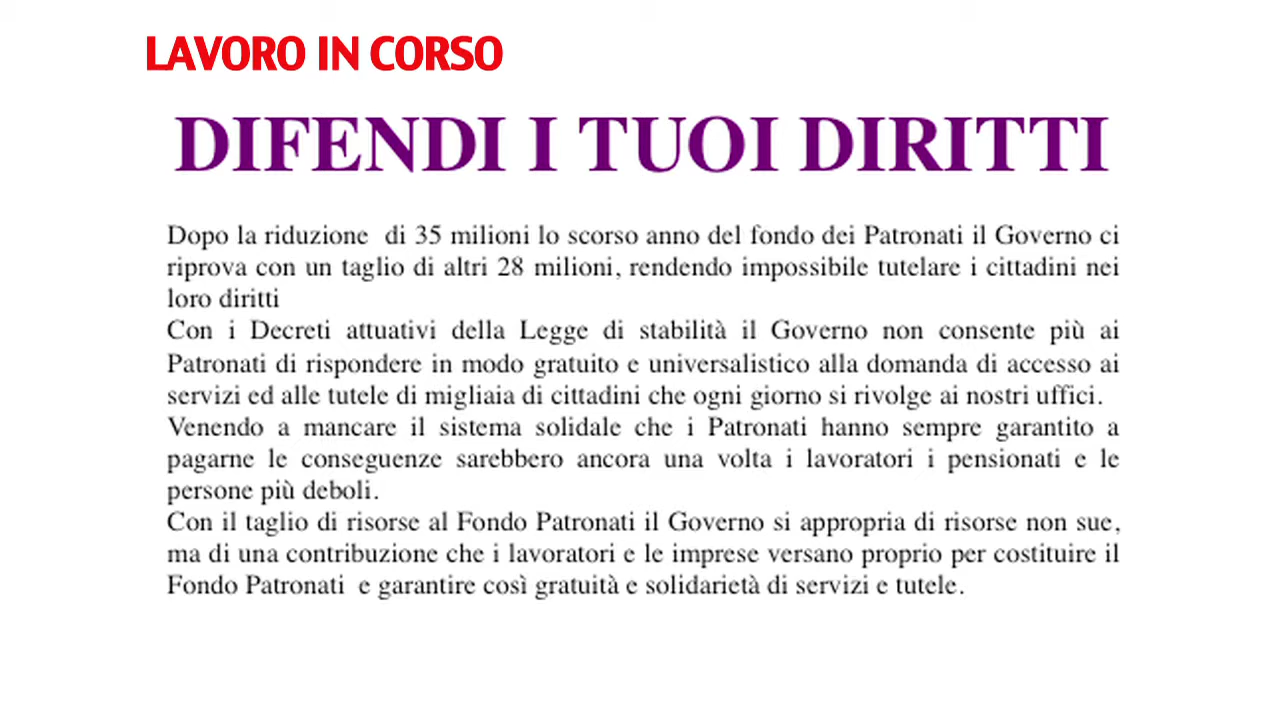 LAVORO IN CORSO
DIFENDI I TUOI DIRITTI
Dopo la riduzione di 35 milioni lo scorso anno del fondo dei Patronati il Governo ci
riprova con un taglio di altri 28 milioni, rendendo impossibile tutelare i cittadini nei
loro diritti
Con i Decreti attuativi della Legge di stabilità il Governo non consente più ai
Patronati di rispondere in modo gratuito e universalistico alla domanda di accesso ai
servizi ed alle tutele di migliaia di cittadini che ogni giorno si rivolge ai nostri uffici.
Venendo a mancare il sistema solidale che i Patronati hanno sempre garantito a
pagarne le conseguenze sarebbero ancora una volta i lavoratori i pensionati e le
persone più deboli.
Con il taglio di risorse al Fondo Patronati il Governo si appropria di risorse non sue,
ma di una contribuzione che i lavoratori e le imprese versano proprio per costituire il
Fondo Patronati e garantire così gratuità e solidarietà di servizi e tutele.